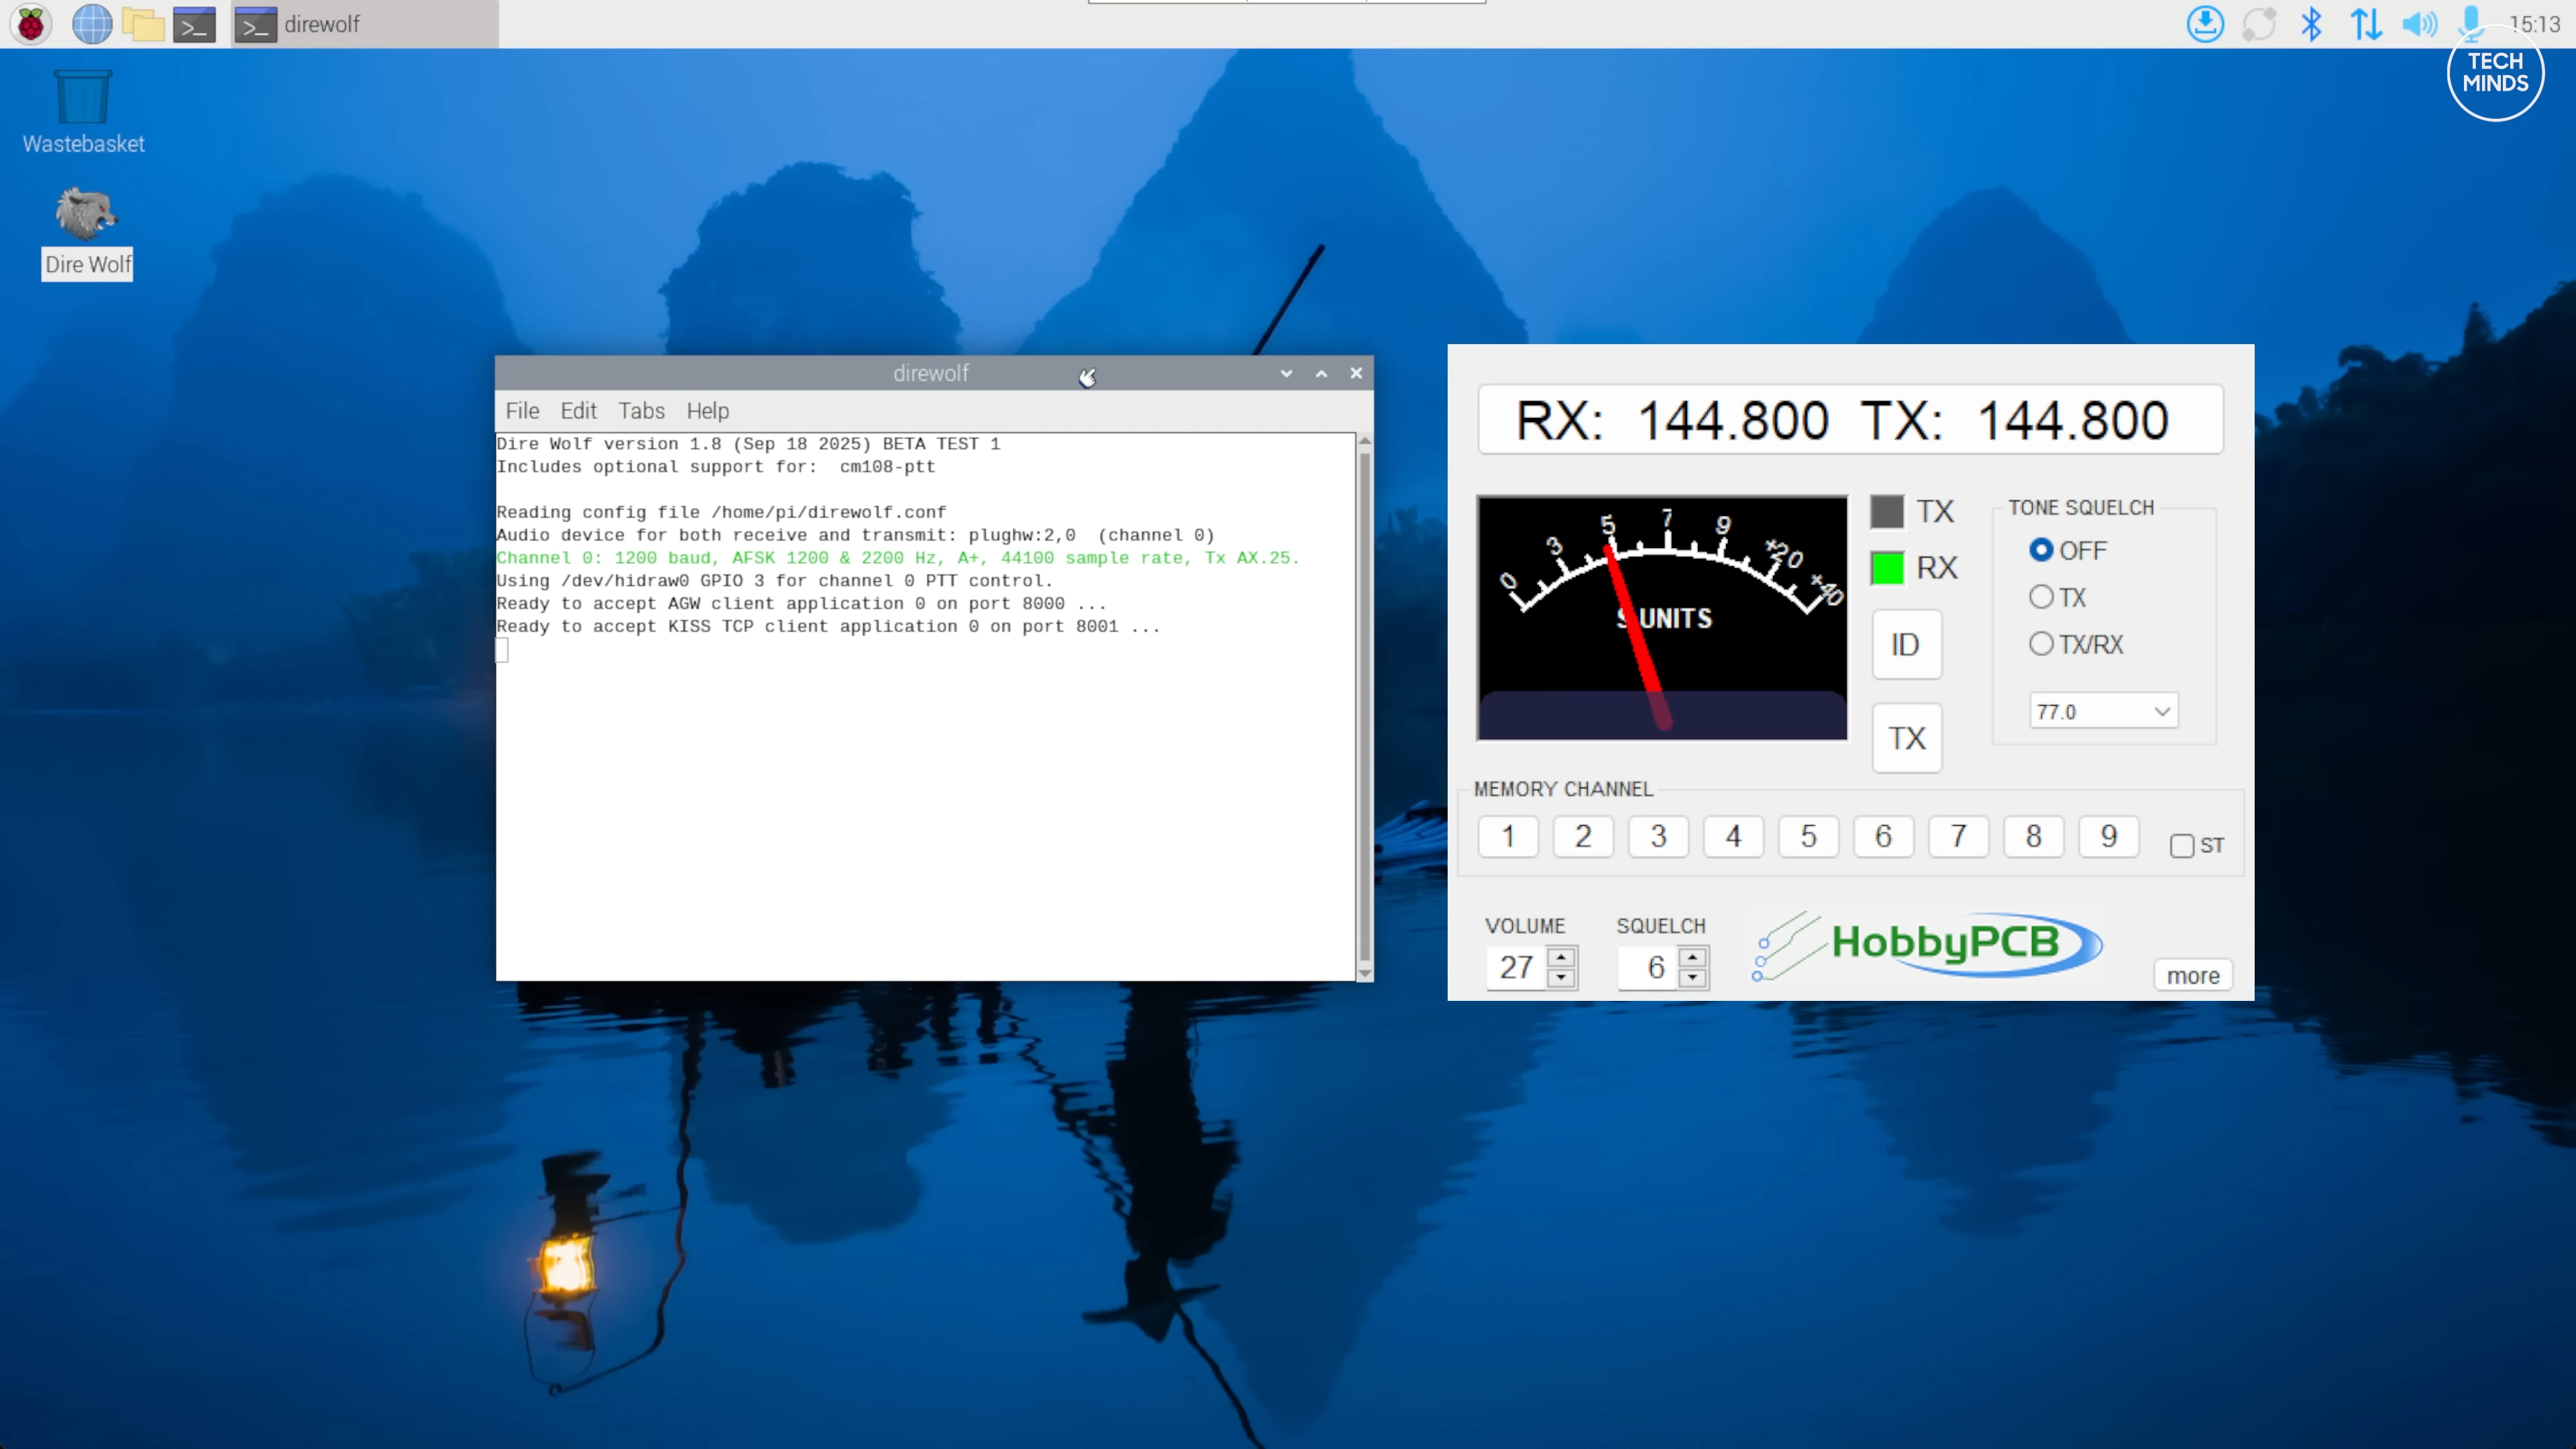 direwolf
15:13
TECH
MINDS
Wastebasket
Dire Wolf
direwolf
File Edit Tabs Help
Dire Wolf version 1.8 (Sep 18 2025) BETA TEST 1
Includes optional support for: cm108-ptt
Reading config file /home/pi/direwolf.conf
Audio device for both receive and transmit: plughw:2,0 (channel 0)
Channel 0: 1200 baud, AFSK 1200 & 2200 Hz, A+, 44100 sample rate, Tx AX.25.
Using /dev/hidraw0 GPIO 3 for channel 0 PTT control.
Ready to accept AGW client application 0 on port 8000 ...
Ready to accept KISS TCP client application 0 on port 8001 ...
RX: 144.800 TX: 144.800
0 3 5 7 9 +20 +40
S UNITS
TX
RX
ID
TX
TONE SQUELCH
OFF
TX
TX/RX
77.0
MEMORY CHANNEL
1 2 3 4 5 6 7 8 9 ST
VOLUME SQUELCH
27 6
HobbyPCB
more